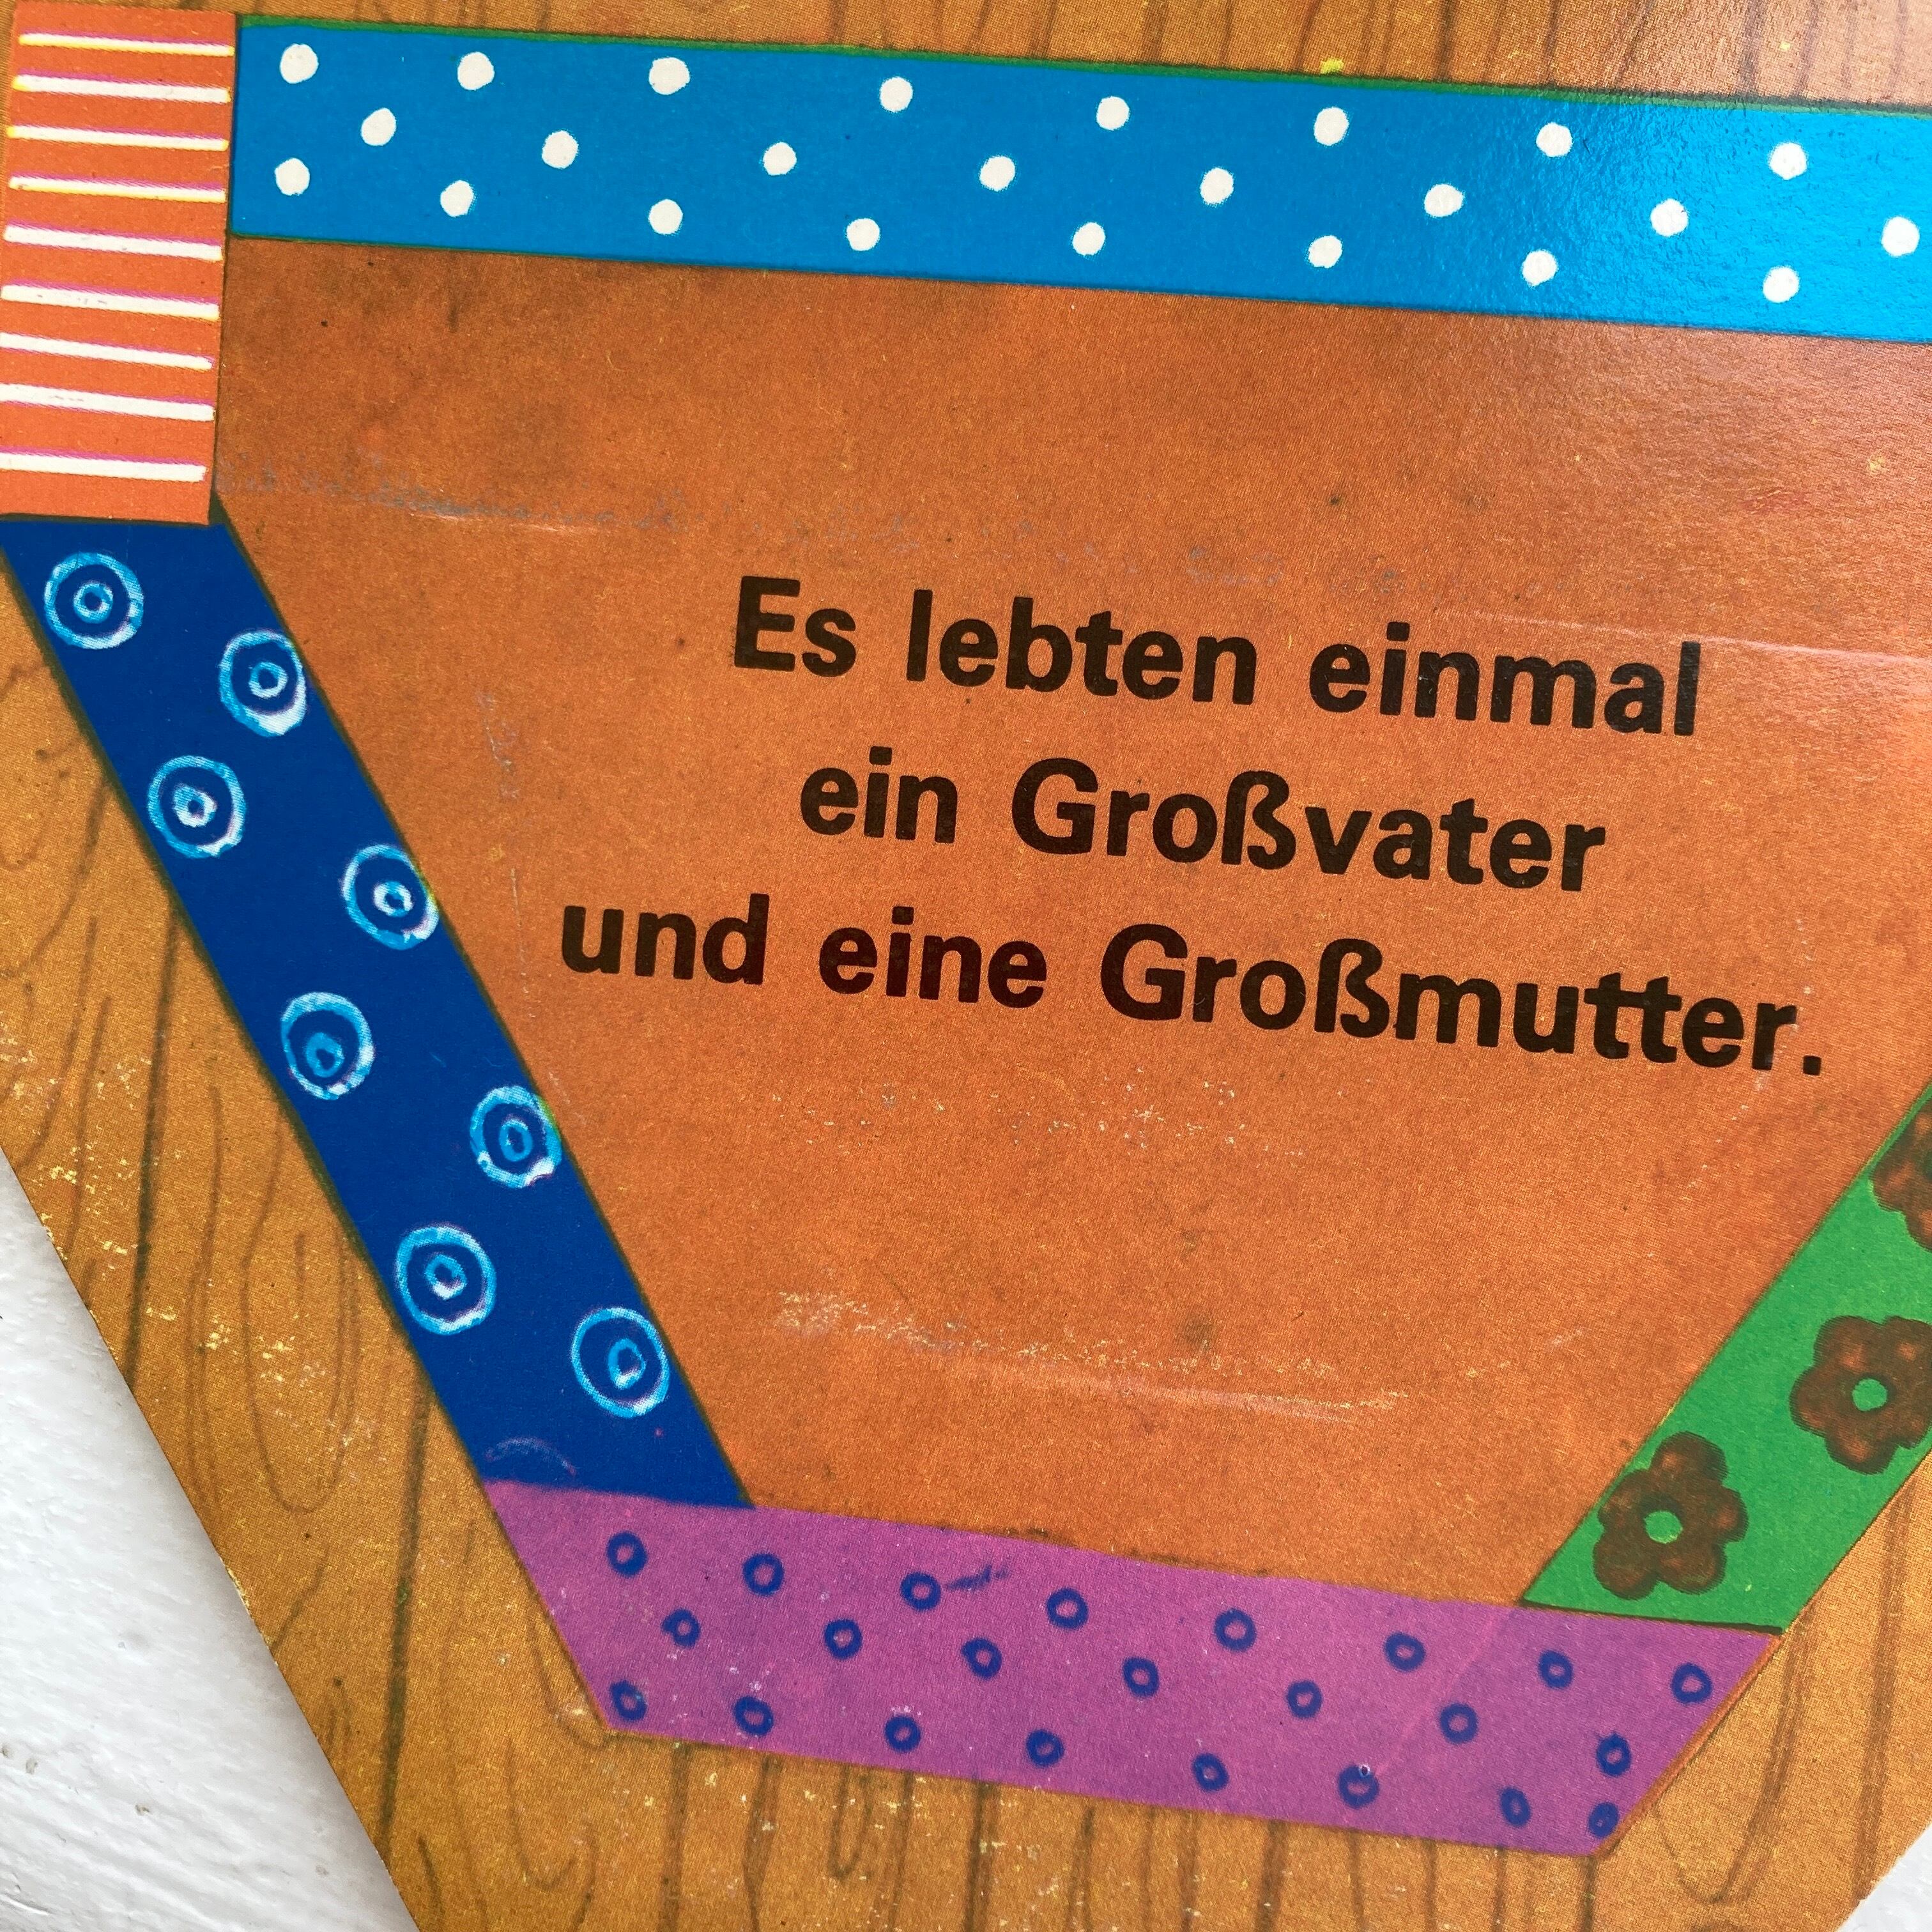 Es lebten einmal
ein Großvater
und eine Großmutter.